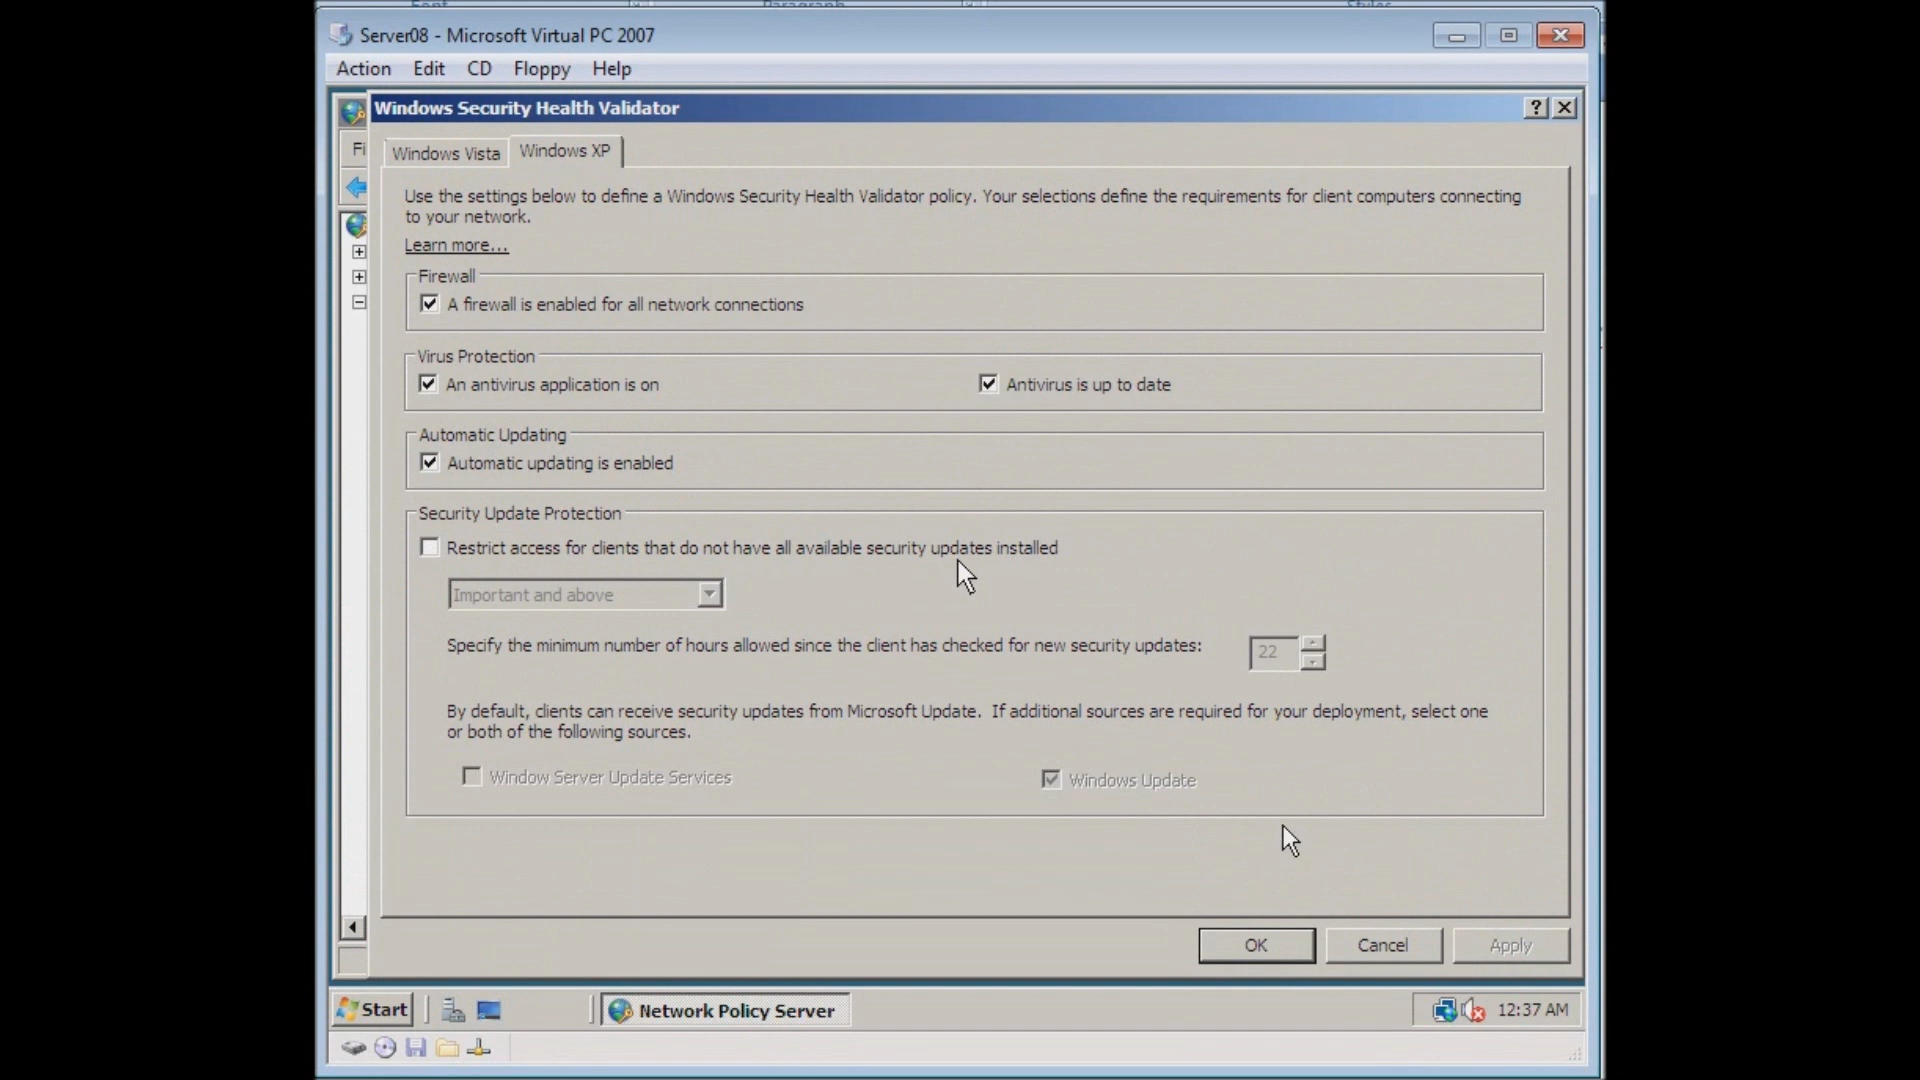 Font
Paragraph
Styles
Server08 - Microsoft Virtual PC 2007
Action Edit CD Floppy Help
Windows Security Health Validator
Fi
Windows Vista
Windows XP
Use the settings below to define a Windows Security Health Validator policy. Your selections define the requirements for client computers connecting
to your network.
Learn more...
Firewall
A firewall is enabled for all network connections
Virus Protection
An antivirus application is on
Antivirus is up to date
Automatic Updating
Automatic updating is enabled
Security Update Protection
Restrict access for clients that do not have all available security updates installed
Important and above
Specify the minimum number of hours allowed since the client has checked for new security updates:
22
By default, clients can receive security updates from Microsoft Update. If additional sources are required for your deployment, select one
or both of the following sources.
Window Server Update Services
Windows Update
OK
Cancel
Apply
Start
Network Policy Server
12:37 AM